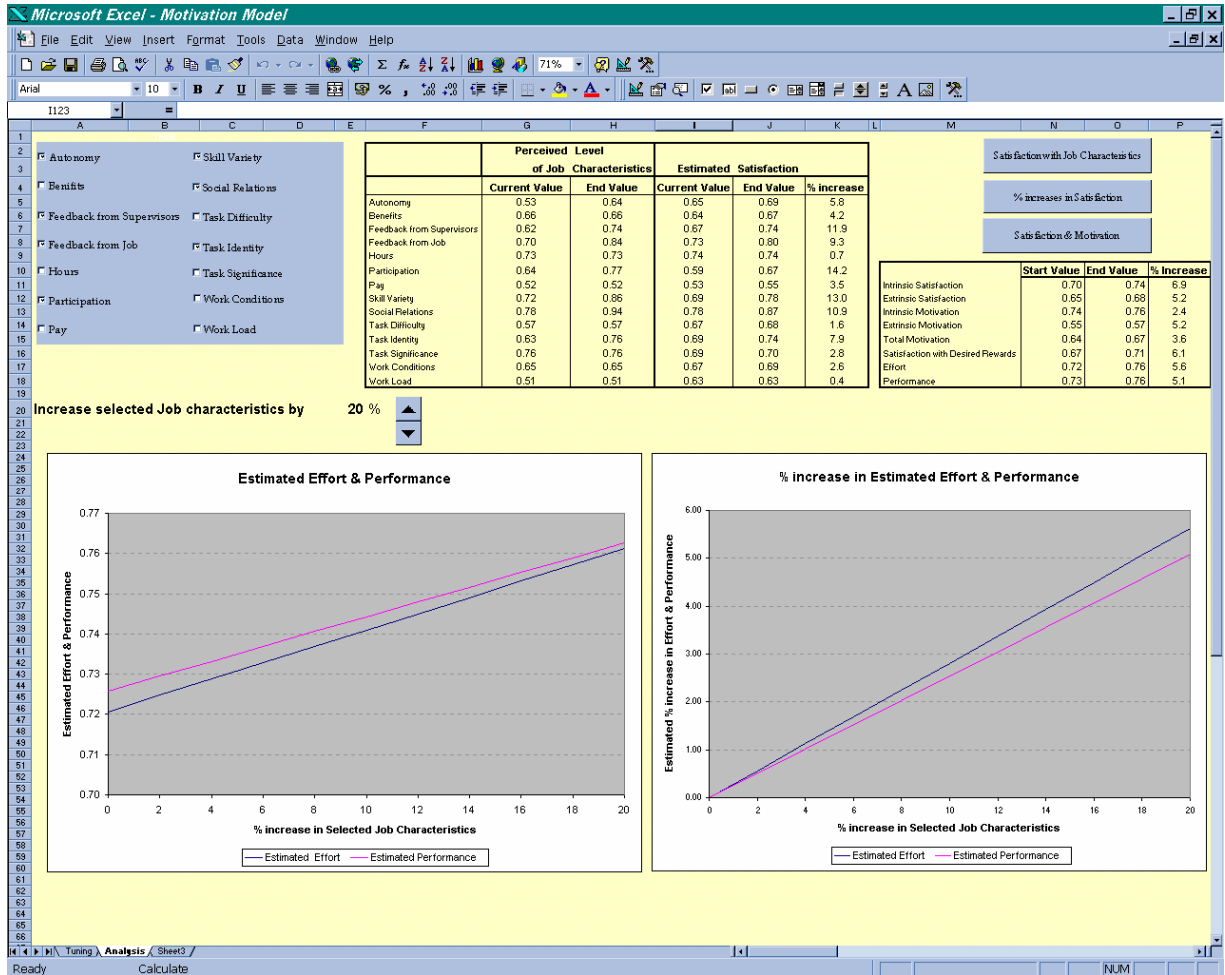 Microsoft Excel - Motivation Model
File Edit View Insert Format Tools Data Window Help
71%
Arial 10 B I U
I123 =
A B C D E F G H I J K L M N O P
Autonomy Skill Variety
Benifits Social Relations
Feedback from Supervisors Task Difficulty
Feedback from Job Task Identity
Hours Task Significance
Participation Work Conditions
Pay Work Load
Perceived Level
of Job Characteristics Estimated Satisfaction
Current Value End Value Current Value End Value % increase
Autonomy 0.53 0.64 0.65 0.69 5.8
Benefits 0.66 0.66 0.64 0.67 4.2
Feedback from Supervisors 0.62 0.74 0.67 0.74 11.9
Feedback from Job 0.70 0.84 0.73 0.80 9.3
Hours 0.73 0.73 0.74 0.74 0.7
Participation 0.64 0.77 0.59 0.67 14.2
Pay 0.52 0.52 0.53 0.55 3.5
Skill Variety 0.72 0.86 0.69 0.78 13.0
Social Relations 0.78 0.94 0.78 0.87 10.9
Task Difficulty 0.57 0.57 0.67 0.68 1.6
Task Identity 0.63 0.76 0.69 0.74 7.9
Task Significance 0.76 0.76 0.69 0.70 2.8
Work Conditions 0.65 0.65 0.67 0.69 2.6
Work Load 0.51 0.51 0.63 0.63 0.4
Satisfaction with Job Characteristics
% increases in Satisfaction
Satisfaction & Motivation
Start Value End Value % Increase
Intrinsic Satisfaction 0.70 0.74 6.9
Extrinsic Satisfaction 0.65 0.68 5.2
Intrinsic Motivation 0.74 0.76 2.4
Extrinsic Motivation 0.55 0.57 5.2
Total Motivation 0.64 0.67 3.6
Satisfaction with Desired Rewards 0.67 0.71 6.1
Effort 0.72 0.76 5.6
Performance 0.73 0.76 5.1
Increase selected Job characteristics by 20 %
Estimated Effort & Performance
Estimated Effort & Performance
0.77
0.76
0.75
0.74
0.73
0.72
0.71
0.70
0 2 4 6 8 10 12 14 16 18 20
% increase in Selected Job Characteristics
Estimated Effort Estimated Performance
% increase in Estimated Effort & Performance
Estimated % increase in Effort & Performance
6.00
5.00
4.00
3.00
2.00
1.00
0.00
0 2 4 6 8 10 12 14 16 18 20
% increase in Selected Job Characteristics
Estimated Effort Estimated Performance
Tuning Analysis Sheet3
Ready Calculate NUM